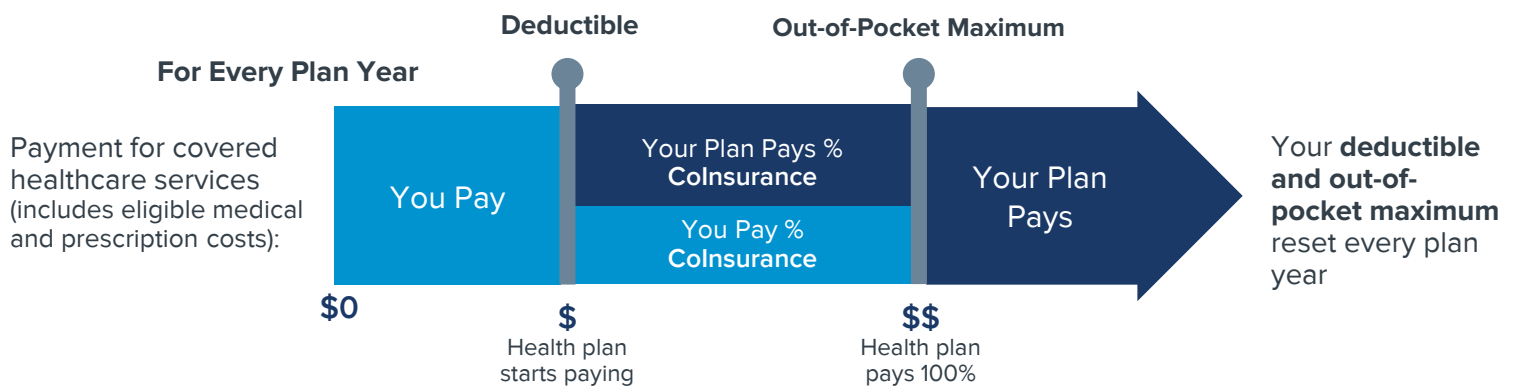 Deductible
Out-of-Pocket Maximum
For Every Plan Year
Payment for covered
healthcare services
(includes eligible medical
and prescription costs):
You Pay
Your Plan Pays %
CoInsurance
You Pay %
CoInsurance
Your Plan
Pays
Your deductible
and out-of-
pocket maximum
reset every plan
year
$0
$
Health plan
starts paying
$$
Health plan
pays 100%